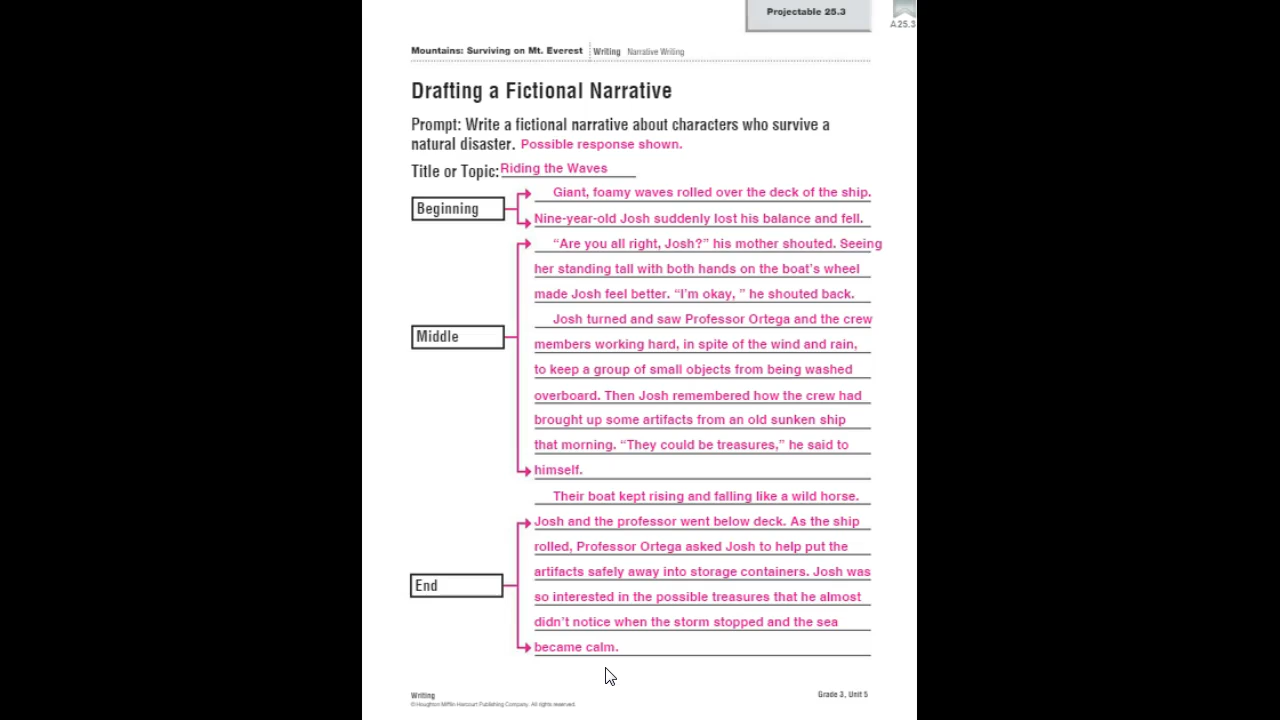 Projectable 25.3
A25.3
Mountains: Surviving on Mt. Everest Writing Narrative Writing
Drafting a Fictional Narrative
Prompt: Write a fictional narrative about characters who survive a
natural disaster. Possible response shown.
Title or Topic: Riding the Waves
Giant, foamy waves rolled over the deck of the ship.
Beginning
Nine-year-old Josh suddenly lost his balance and fell.
“Are you all right, Josh?” his mother shouted. Seeing
her standing tall with both hands on the boat’s wheel
made Josh feel better. “I’m okay, ” he shouted back.
Josh turned and saw Professor Ortega and the crew
Middle
members working hard, in spite of the wind and rain,
to keep a group of small objects from being washed
overboard. Then Josh remembered how the crew had
brought up some artifacts from an old sunken ship
that morning. “They could be treasures,” he said to
himself.
Their boat kept rising and falling like a wild horse.
Josh and the professor went below deck. As the ship
rolled, Professor Ortega asked Josh to help put the
artifacts safely away into storage containers. Josh was
End
so interested in the possible treasures that he almost
didn’t notice when the storm stopped and the sea
became calm.
Writing
Grade 3, Unit 5
© Houghton Mifflin Harcourt Publishing Company. All rights reserved.